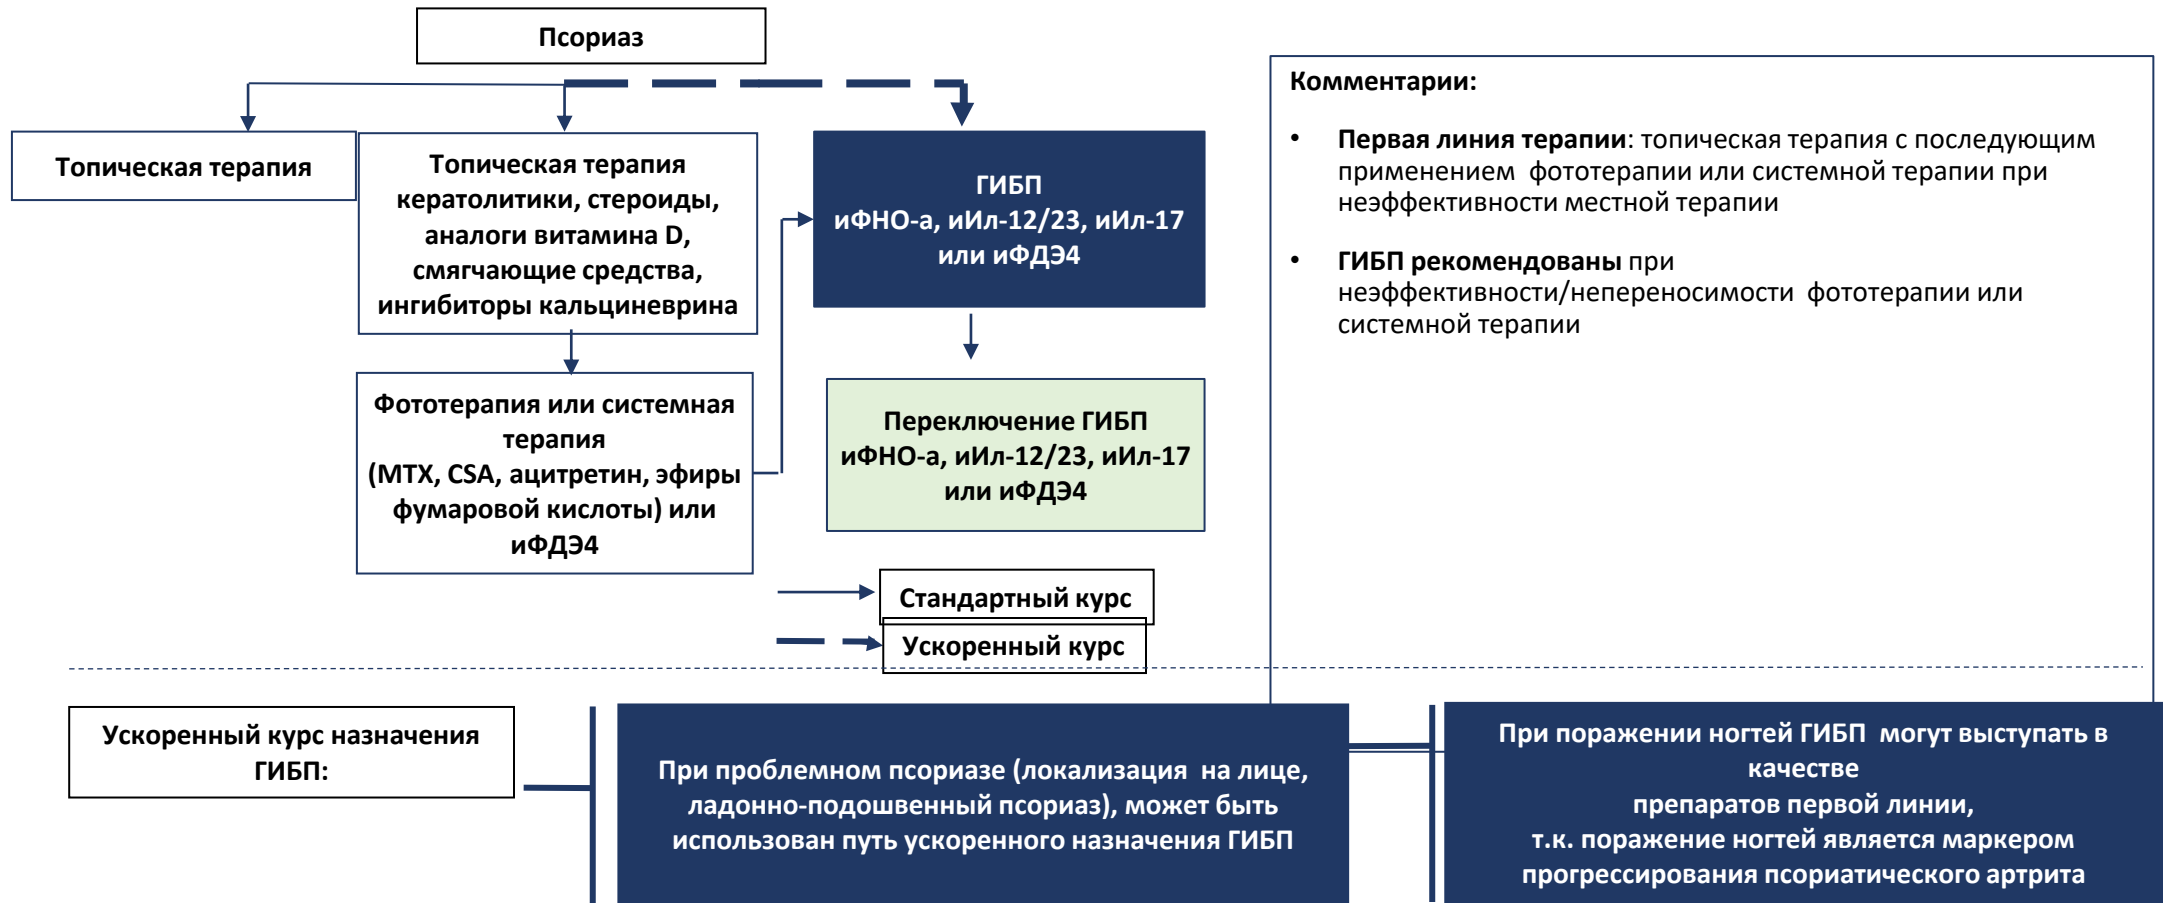 Псориаз
Топическая терапия
Топическая терапия
кератолитики, стероиды,
аналоги витамина D,
смягчающие средства,
ингибиторы кальциневрина
Фототерапия или системная
терапия
(MTX, CSA, ацитретин, эфиры
фумаровой кислоты) или
иФДЭ4
ГИБП
иФНО-а, иИл-12/23, иИл-17
или иФДЭ4
Переключение ГИБП
иФНО-а, иИл-12/23, иИл-17
или иФДЭ4
Стандартный курс
Ускоренный курс
Комментарии:
• Первая линия терапии: топическая терапия с последующим
применением фототерапии или системной терапии при
неэффективности местной терапии
• ГИБП рекомендованы при
неэффективности/непереносимости фототерапии или
системной терапии
Ускоренный курс назначения
ГИБП:
При проблемном псориазе (локализация на лице,
ладонно-подошвенный псориаз), может быть
использован путь ускоренного назначения ГИБП
При поражении ногтей ГИБП могут выступать в
качестве
препаратов первой линии,
т.к. поражение ногтей является маркером
прогрессирования псориатического артрита